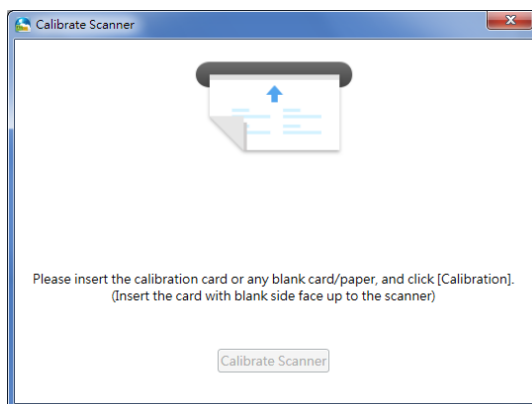 Calibrate Scanner
Please insert the calibration card or any blank card/paper, and click [Calibration].
(Insert the card with blank side face up to the scanner)
Calibrate Scanner